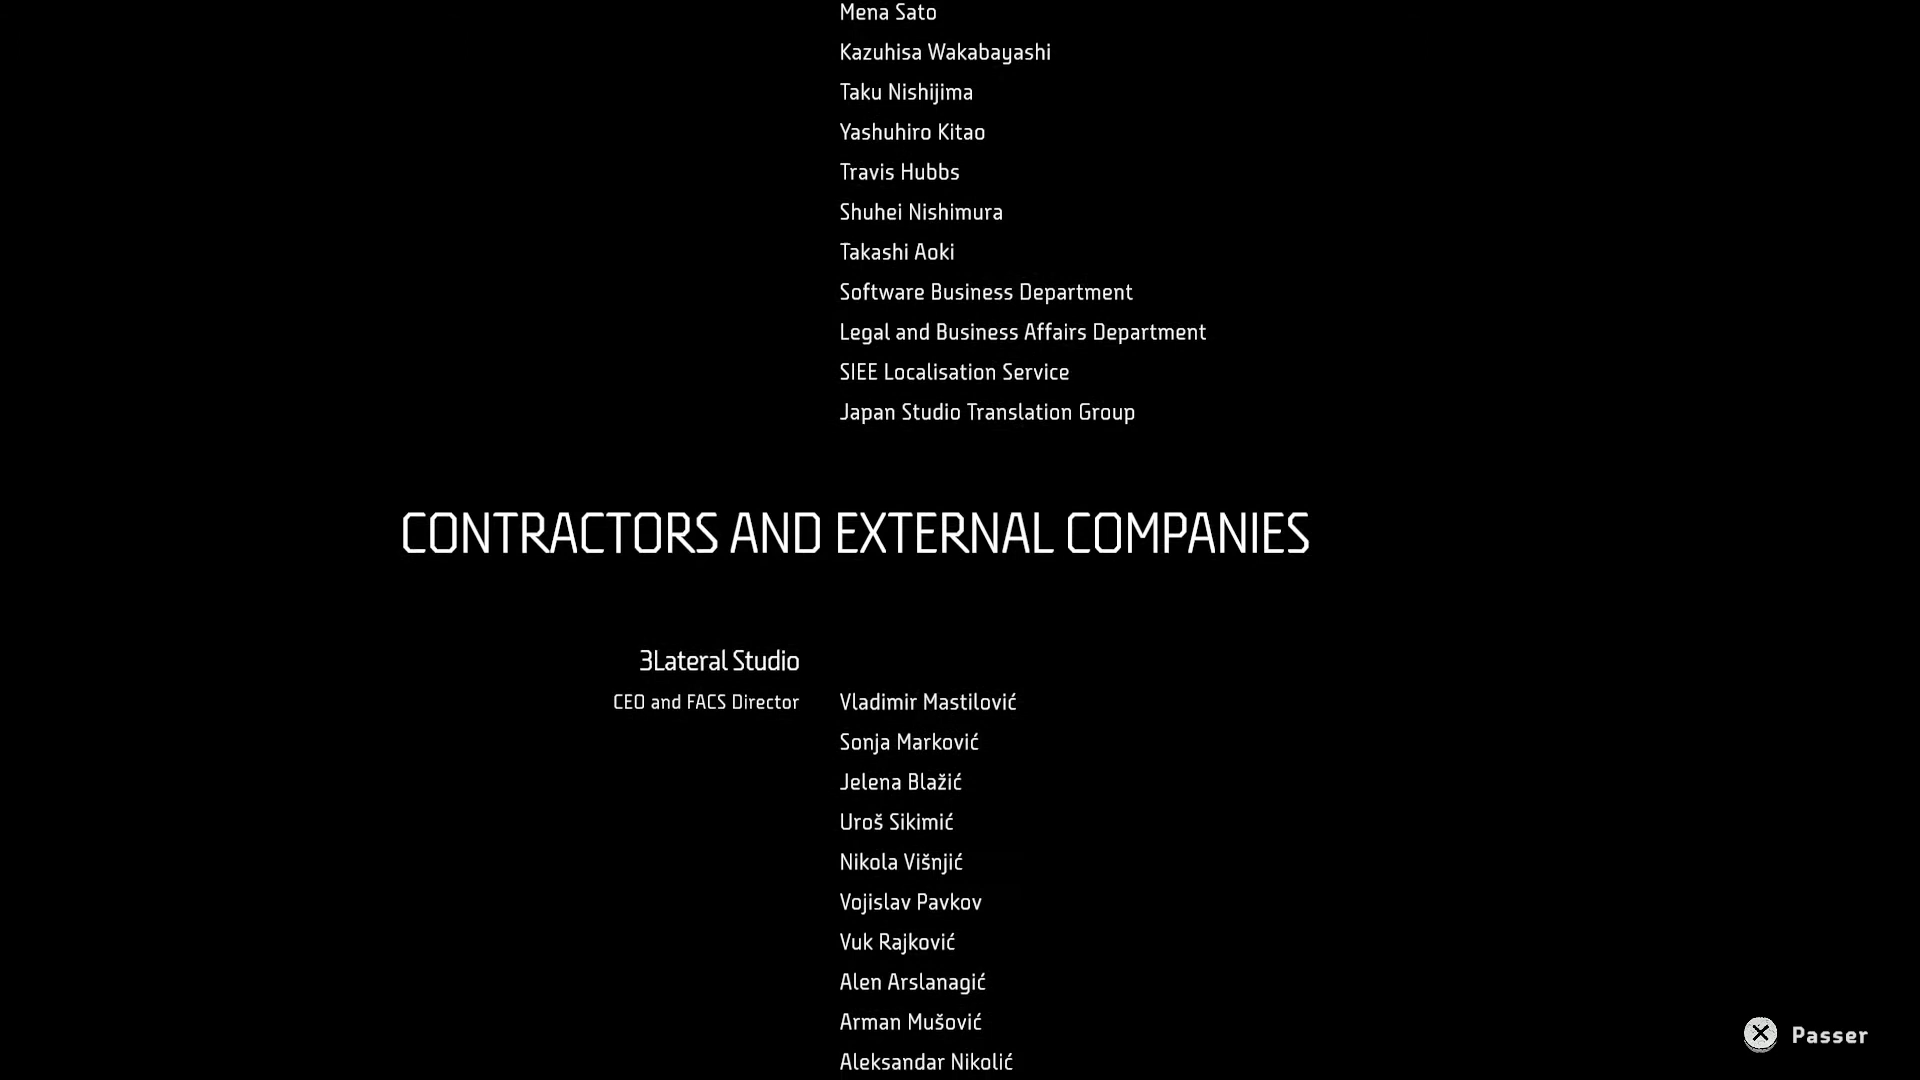 Mena Sato
Kazuhisa Wakabayashi
Taku Nishijima
Yashuhiro Kitao
Travis Hubbs
Shuhei Nishimura
Takashi Aoki
Software Business Department
Legal and Business Affairs Department
SIEE Localisation Service
Japan Studio Translation Group
CONTRACTORS AND EXTERNAL COMPANIES
3Lateral Studio
CEO and FACS Director Vladimir Mastilović
Sonja Marković
Jelena Blažić
Uroš Sikimić
Nikola Višnjić
Vojislav Pavkov
Vuk Rajković
Alen Arslanagić
Arman Mušović
Aleksandar Nikolić
Passer